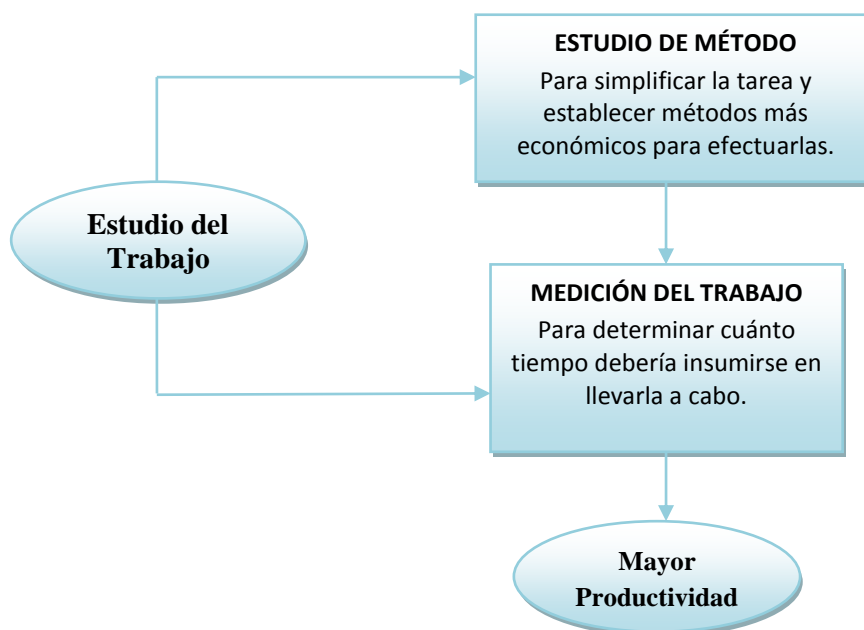 ESTUDIO DE MÉTODO
Para simplificar la tarea y
establecer métodos más
económicos para efectuarlas.
Estudio del
Trabajo
MEDICIÓN DEL TRABAJO
Para determinar cuánto
tiempo debería insumirse en
llevarla a cabo.
Mayor
Productividad